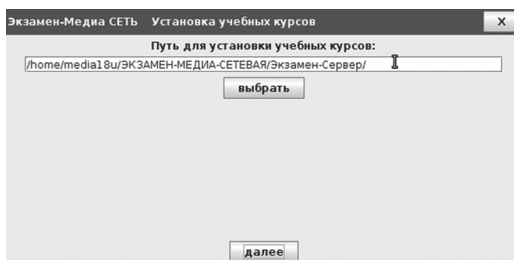 Экзамен-Медиа СЕТЬ Установка учебных курсов X
Путь для установки учебных курсов:
/home/media18u/ЭКЗАМЕН-МЕДИА-СЕТЕВАЯ/Экзамен-Сервер/
выбрать
далее